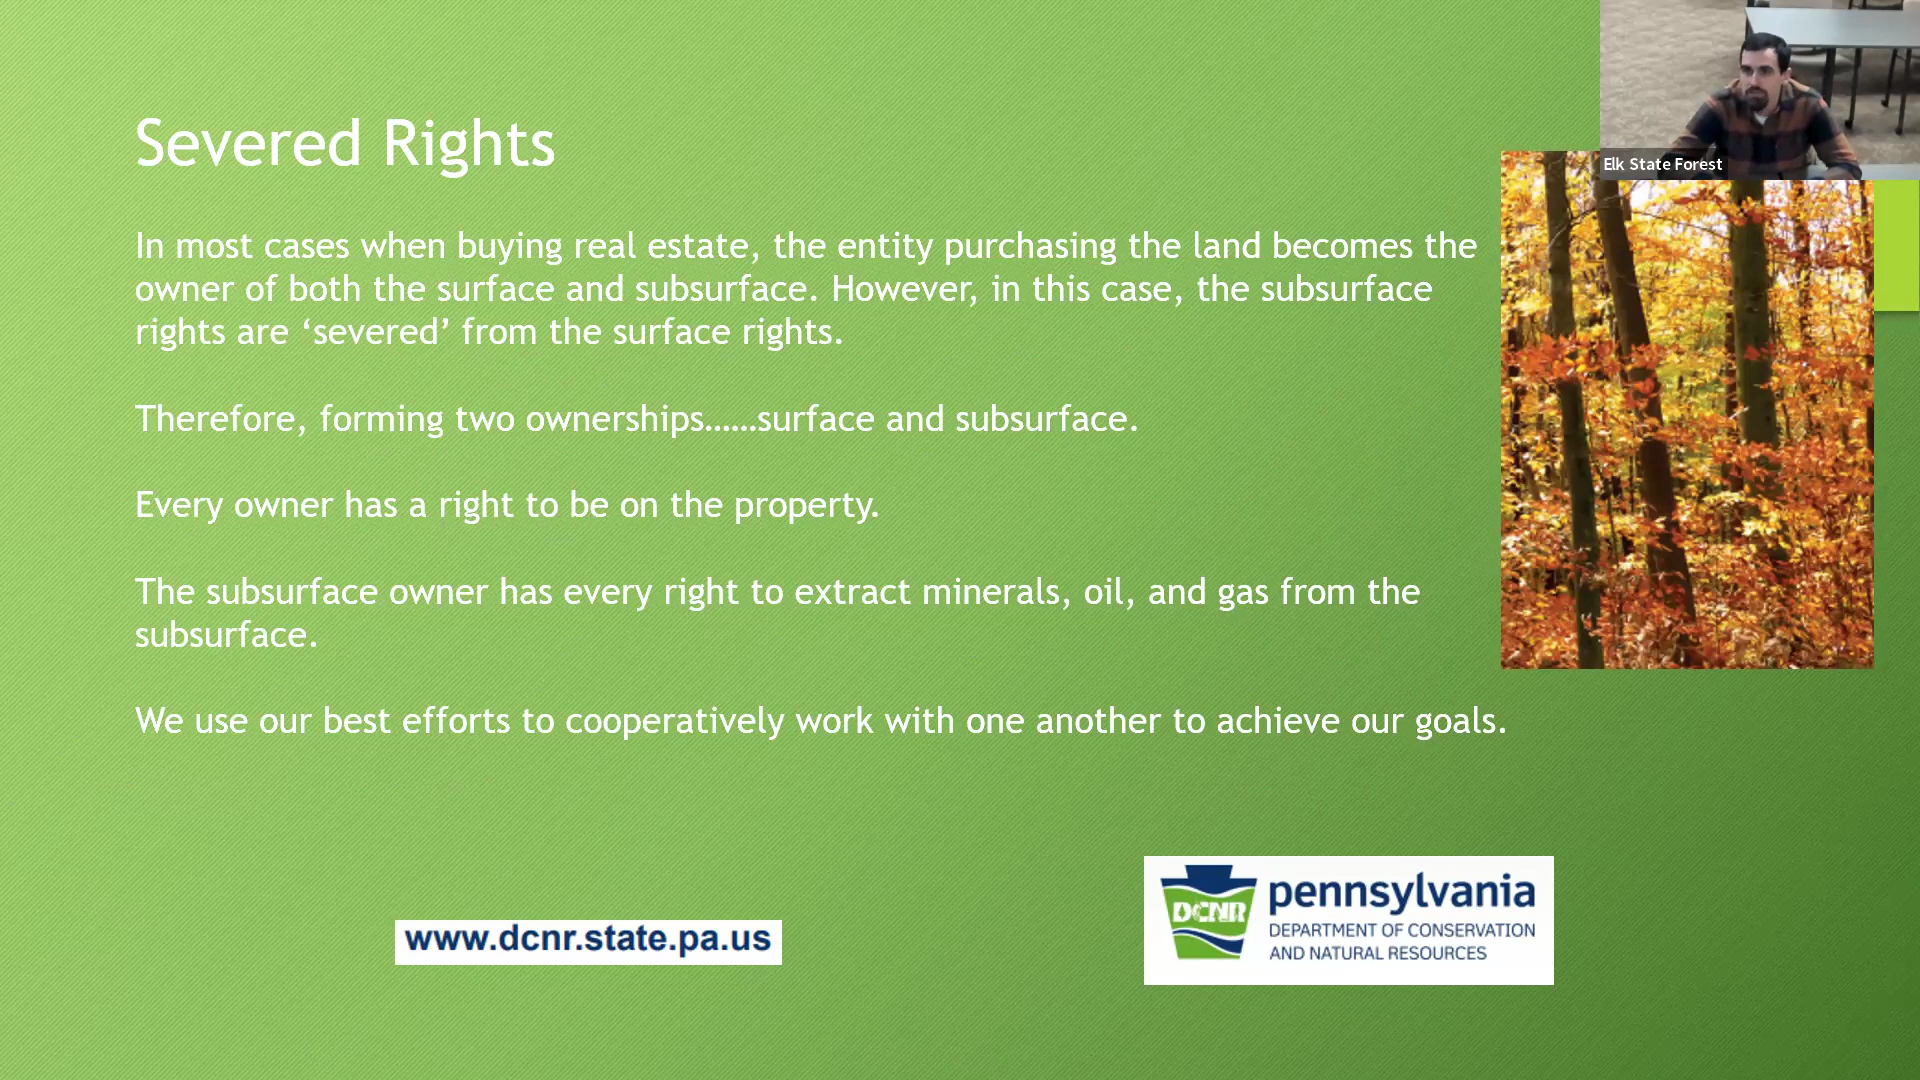 Severed Rights
Elk State Forest
In most cases when buying real estate, the entity purchasing the land becomes the
owner of both the surface and subsurface. However, in this case, the subsurface
rights are ‘severed’ from the surface rights.
Therefore, forming two ownerships……surface and subsurface.
Every owner has a right to be on the property.
The subsurface owner has every right to extract minerals, oil, and gas from the
subsurface.
We use our best efforts to cooperatively work with one another to achieve our goals.
www.dcnr.state.pa.us
DCNR
pennsylvania
DEPARTMENT OF CONSERVATION
AND NATURAL RESOURCES